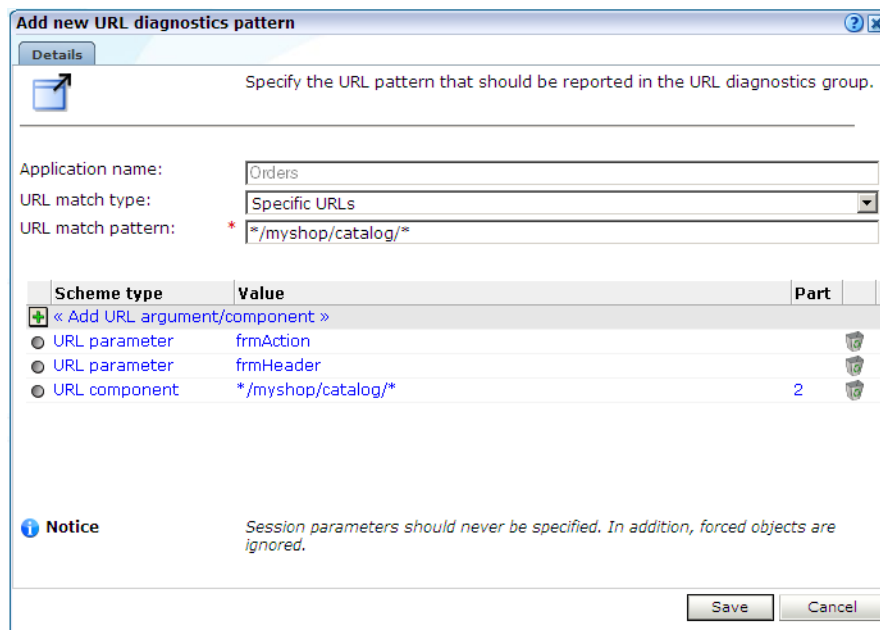 Add new URL diagnostics pattern
Details
Specify the URL pattern that should be reported in the URL diagnostics group.
Application name: Orders
URL match type: Specific URLs
URL match pattern: * */myshop/catalog/*
Scheme type Value Part
« Add URL argument/component »
URL parameter frmAction
URL parameter frmHeader
URL component */myshop/catalog/* 2
Notice Session parameters should never be specified. In addition, forced objects are
ignored.
Save Cancel